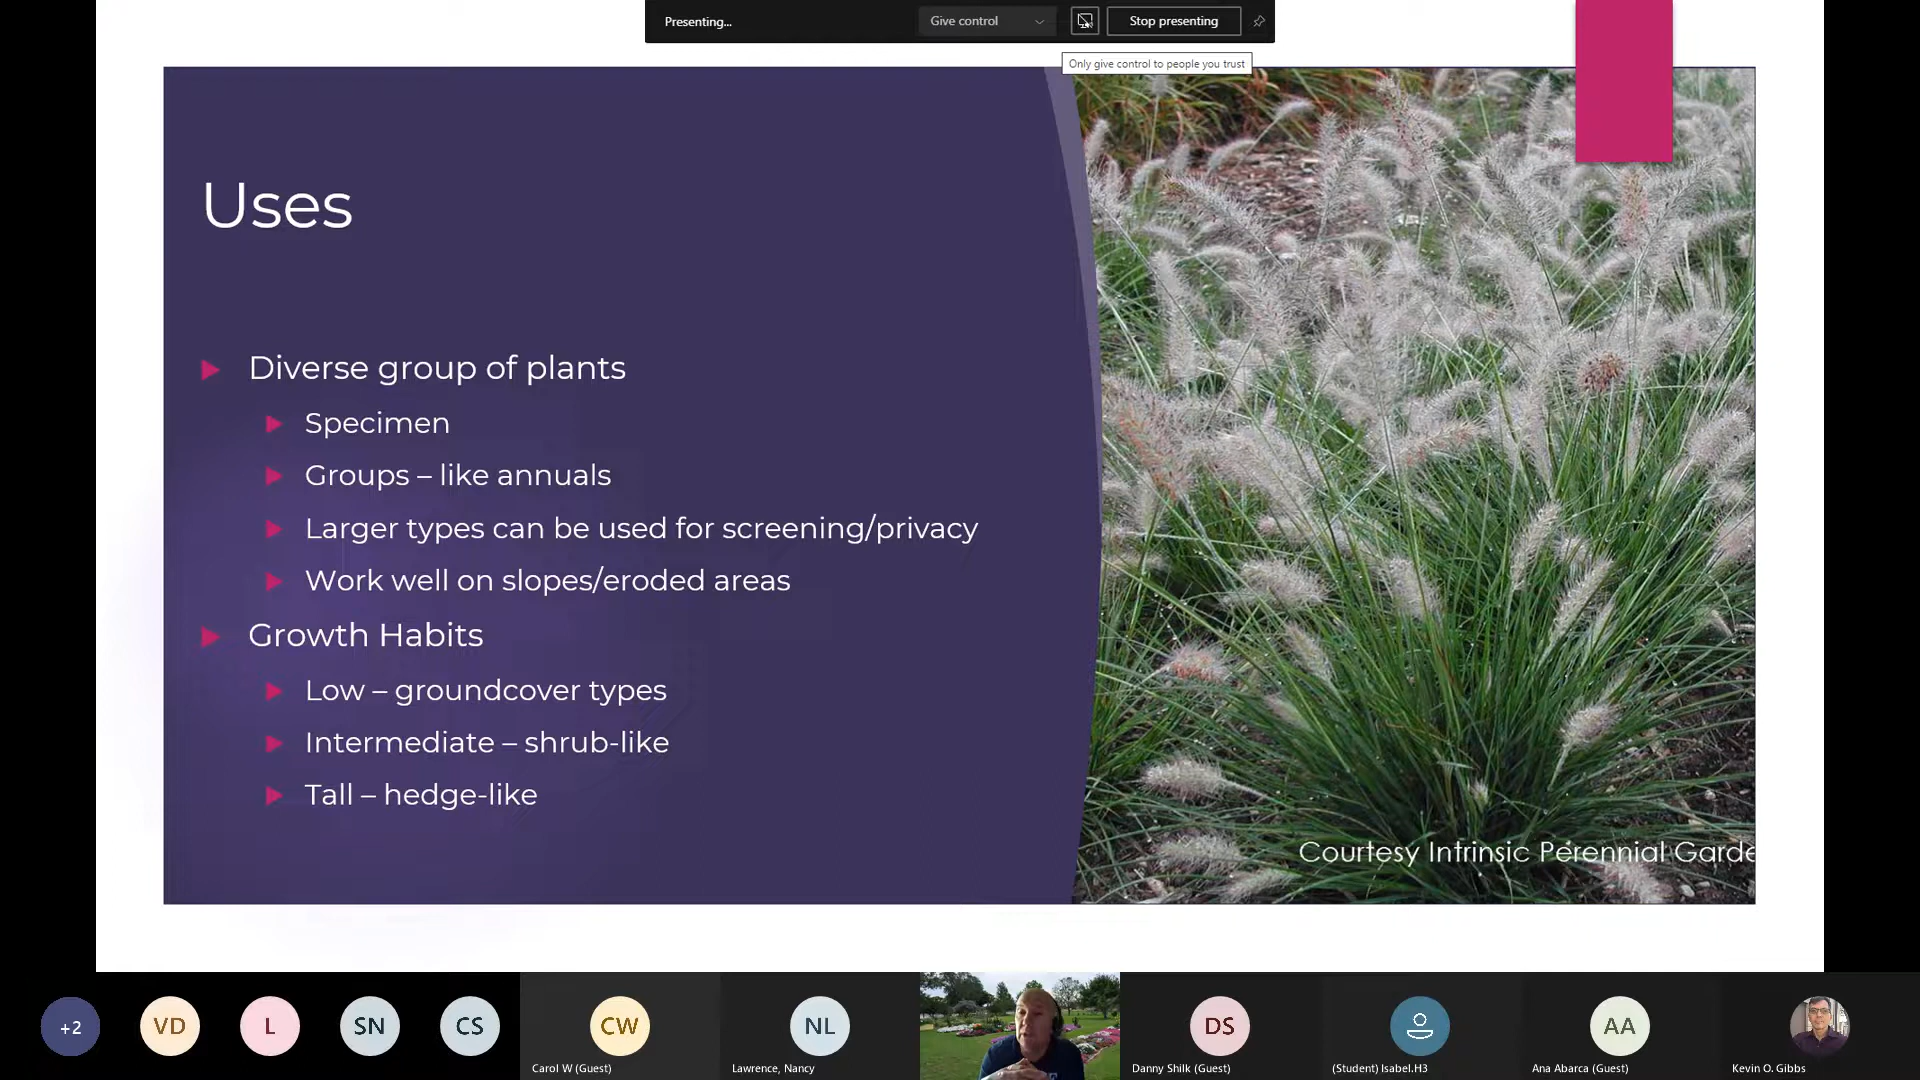 Presenting...
Give control
Stop presenting
Only give control to people you trust
Uses
Diverse group of plants
Specimen
Groups – like annuals
Larger types can be used for screening/privacy
Work well on slopes/eroded areas
Growth Habits
Low – groundcover types
Intermediate – shrub-like
Tall – hedge-like
Courtesy Intrinsic Perennial Garde
+2
VD
L
SN
CS
CW
NL
DS
AA
Carol W (Guest)
Lawrence, Nancy
Danny Shilk (Guest)
(Student) Isabel.H3
Ana Abarca (Guest)
Kevin O. Gibbs